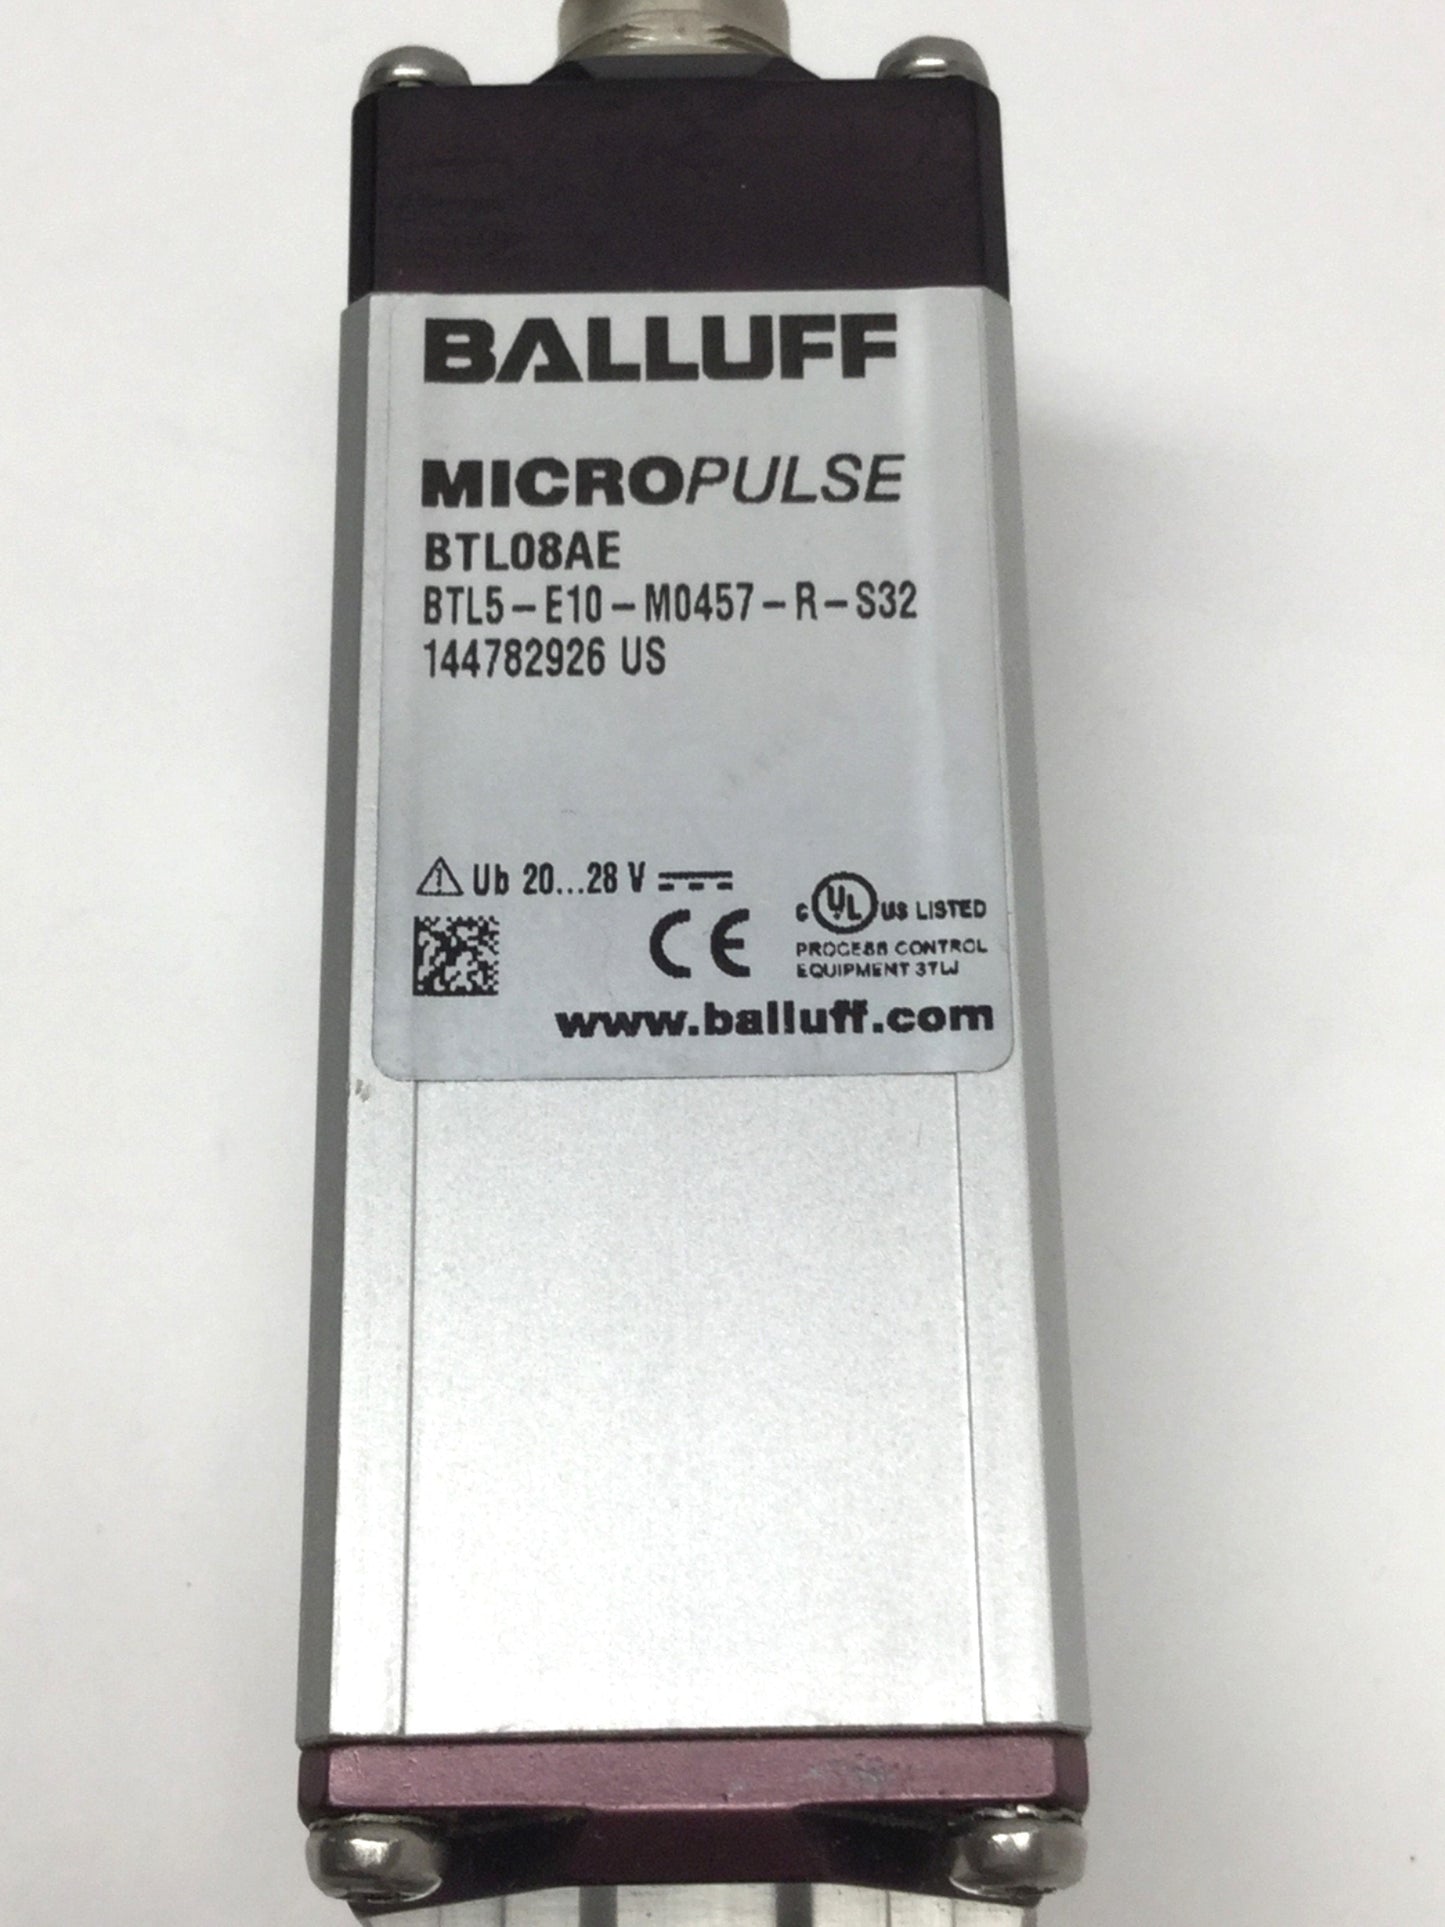 BALLUFF
MICROPULSE
BTL08AE
BTL5-E10-M0457-R-S32
144782926 US
Ub 20...28 V
CE
c UL US LISTED
PROCESS CONTROL
EQUIPMENT 3TLJ
www.balluff.com